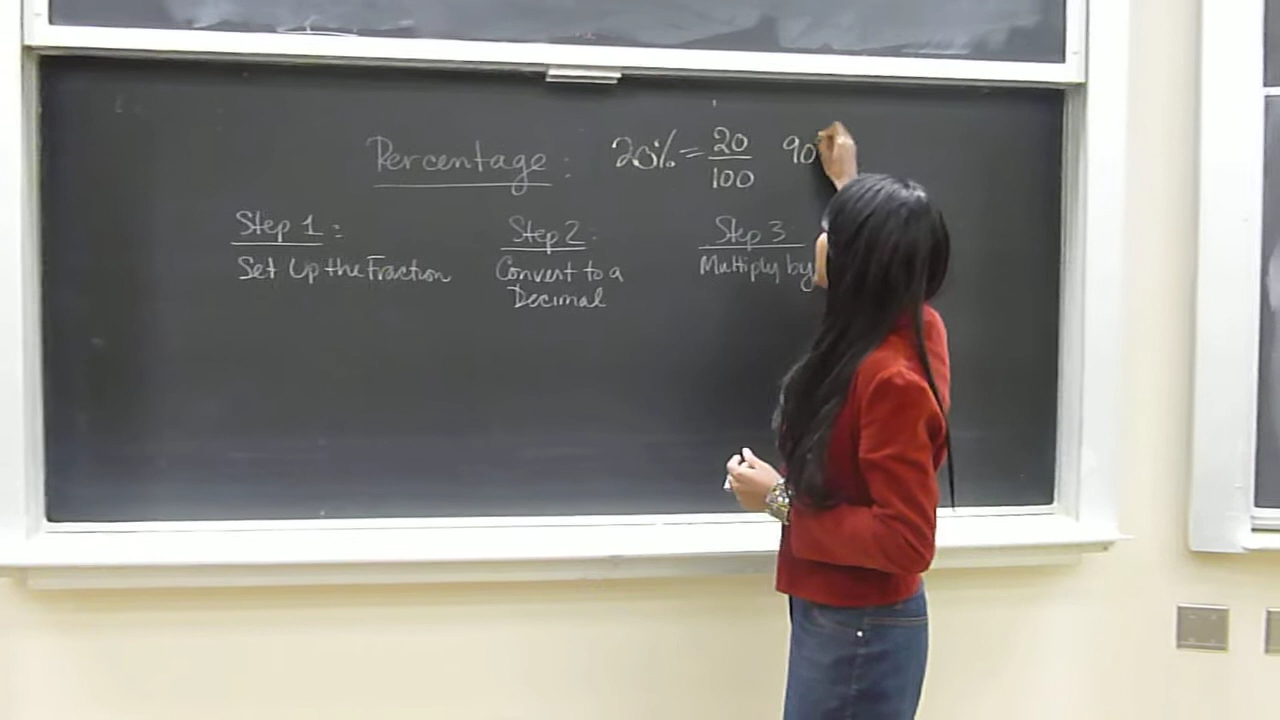 Percentage : 20% = 20/100 90
Step 1: Step 2: Step 3
Set Up the Fraction Convert to a Multiply by
Decimal